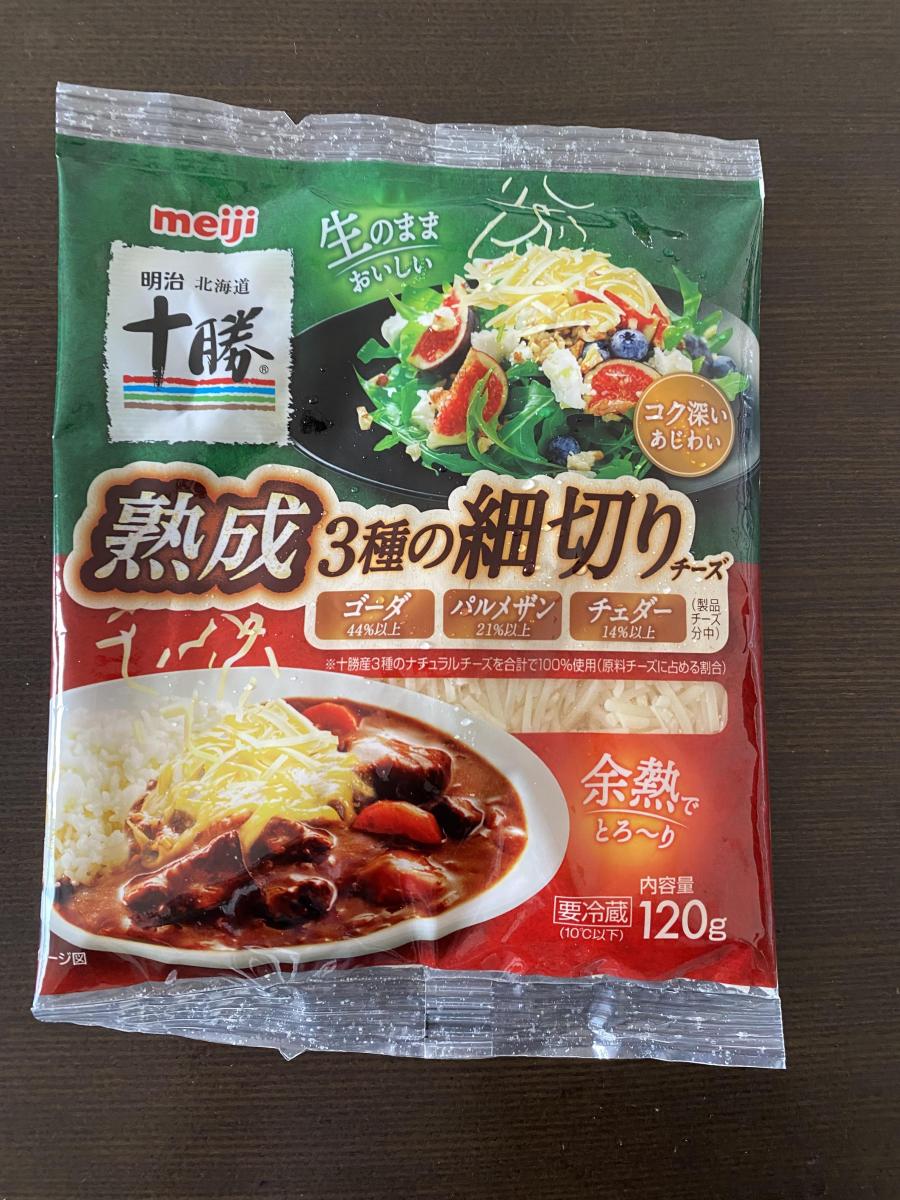 meiji
明治 北海道
十勝®
生のまま
おいしい
コク深い
あじわい
熟成3種の細切りチーズ
ゴーダ
44%以上
パルメザン
21%以上
チェダー
14%以上
(製品
チーズ
分中)
※十勝産3種のナチュラルチーズを合計で100%使用(原料チーズに占める割合)
余熱で
とろ〜り
要冷蔵
(10℃以下)
内容量
120g
ージ図